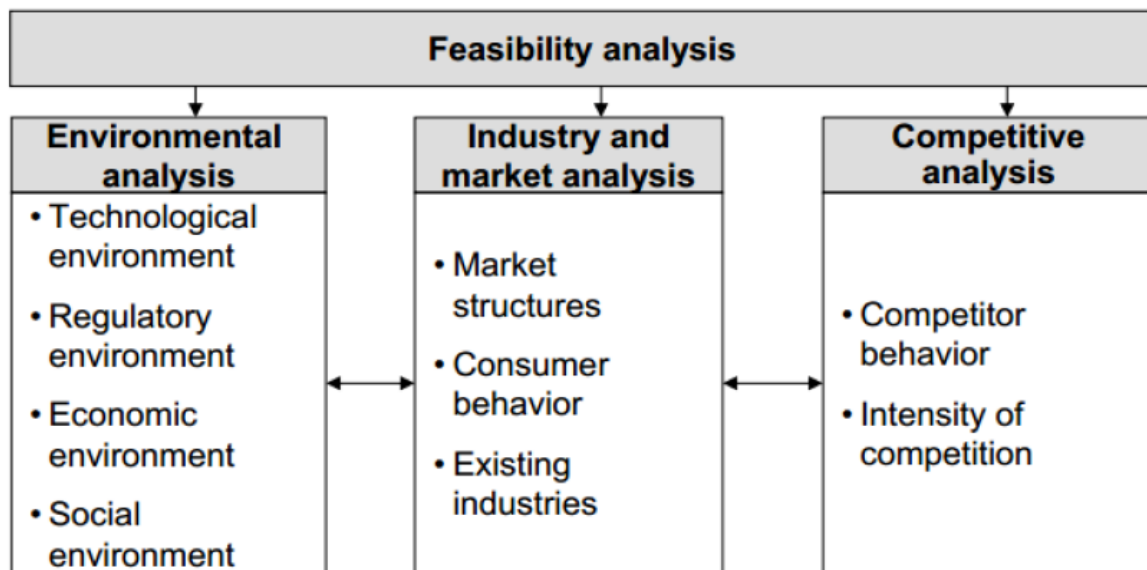 Feasibility analysis
Environmental
analysis
• Technological
environment
• Regulatory
environment
• Economic
environment
• Social
environment
Industry and
market analysis
• Market
structures
• Consumer
behavior
• Existing
industries
Competitive
analysis
• Competitor
behavior
• Intensity of
competition